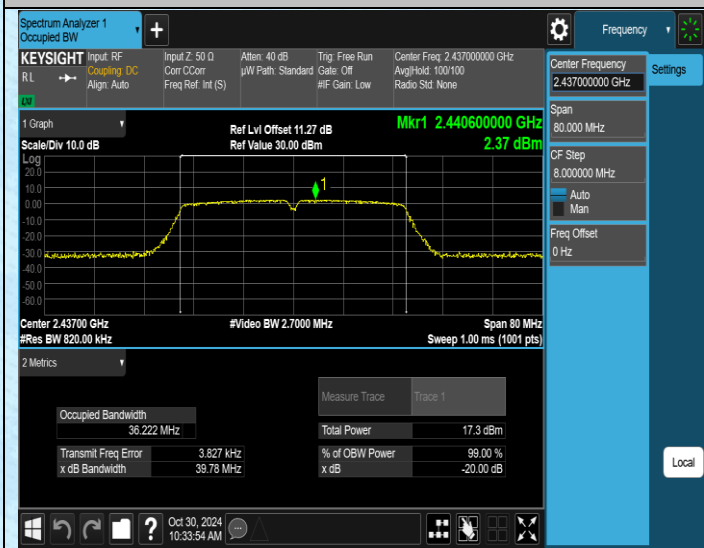 Spectrum Analyzer 1
Occupied BW
Frequency
KEYSIGHT
R L
LXI
Input: RF
Coupling: DC
Align: Auto
Input Z: 50 Ω
Corr CCorr
Freq Ref: Int (S)
Atten: 40 dB
µW Path: Standard
Trig: Free Run
Gate: Off
#IF Gain: Low
Center Freq: 2.437000000 GHz
Avg|Hold: 100/100
Radio Std: None
Center Frequency
2.437000000 GHz
Settings
Span
80.000 MHz
CF Step
8.000000 MHz
Auto
Man
Freq Offset
0 Hz
1 Graph
Scale/Div 10.0 dB
Ref Lvl Offset 11.27 dB
Ref Value 30.00 dBm
Mkr1 2.440600000 GHz
2.37 dBm
Log
20.0
10.0
0.00
-10.0
-20.0
-30.0
-40.0
-50.0
-60.0
1
Center 2.43700 GHz
#Res BW 820.00 kHz
#Video BW 2.7000 MHz
Span 80 MHz
Sweep 1.00 ms (1001 pts)
2 Metrics
Measure Trace
Trace 1
Occupied Bandwidth
36.222 MHz
Total Power
17.3 dBm
Transmit Freq Error
3.827 kHz
% of OBW Power
99.00 %
x dB Bandwidth
39.78 MHz
x dB
-20.00 dB
Local
?
Oct 30, 2024
10:33:54 AM